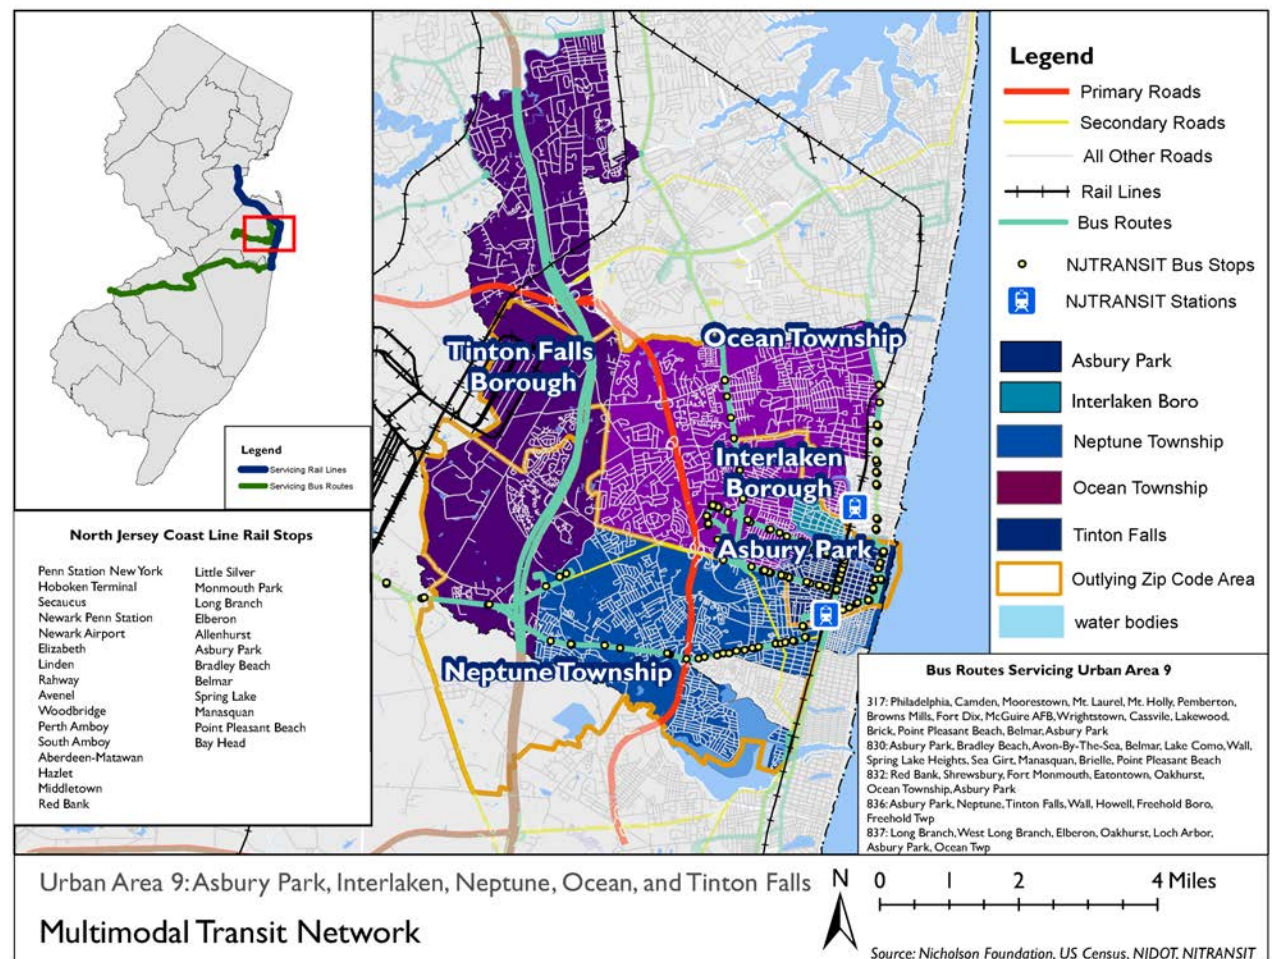 Legend
Servicing Rail Lines
Servicing Bus Routes
North Jersey Coast Line Rail Stops
Penn Station New York
Hoboken Terminal
Secaucus
Newark Penn Station
Newark Airport
Elizabeth
Linden
Rahway
Avenel
Woodbridge
Perth Amboy
South Amboy
Aberdeen-Matawan
Hazlet
Middletown
Red Bank
Little Silver
Monmouth Park
Long Branch
Elberon
Allenhurst
Asbury Park
Bradley Beach
Belmar
Spring Lake
Manasquan
Point Pleasant Beach
Bay Head
Tinton Falls
Borough
Ocean Township
Interlaken
Borough
Asbury Park
Neptune Township
Legend
Primary Roads
Secondary Roads
All Other Roads
Rail Lines
Bus Routes
NJTRANSIT Bus Stops
NJTRANSIT Stations
Asbury Park
Interlaken Boro
Neptune Township
Ocean Township
Tinton Falls
Outlying Zip Code Area
water bodies
Bus Routes Servicing Urban Area 9
317: Philadelphia, Camden, Moorestown, Mt. Laurel, Mt. Holly, Pemberton,
Browns Mills, Fort Dix, McGuire AFB, Wrightstown, Cassvile, Lakewood,
Brick, Point Pleasant Beach, Belmar, Asbury Park
830: Asbury Park, Bradley Beach, Avon-By-The-Sea, Belmar, Lake Como, Wall,
Spring Lake Heights, Sea Girt, Manasquan, Brielle, Point Pleasant Beach
832: Red Bank, Shrewsbury, Fort Monmouth, Eatontown, Oakhurst,
Ocean Township, Asbury Park
836: Asbury Park, Neptune, Tinton Falls, Wall, Howell, Freehold Boro,
Freehold Twp
837: Long Branch, West Long Branch, Elberon, Oakhurst, Loch Arbor,
Asbury Park, Ocean Twp
Urban Area 9: Asbury Park, Interlaken, Neptune, Ocean, and Tinton Falls
Multimodal Transit Network
N
0 1 2 4 Miles
Source: Nicholson Foundation, US Census, NJDOT, NJTRANSIT